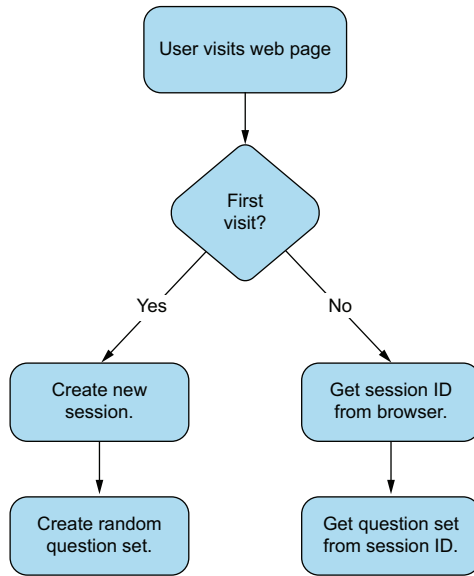 User visits web page
First
visit?
Yes
No
Create new
session.
Get session ID
from browser.
Create random
question set.
Get question set
from session ID.